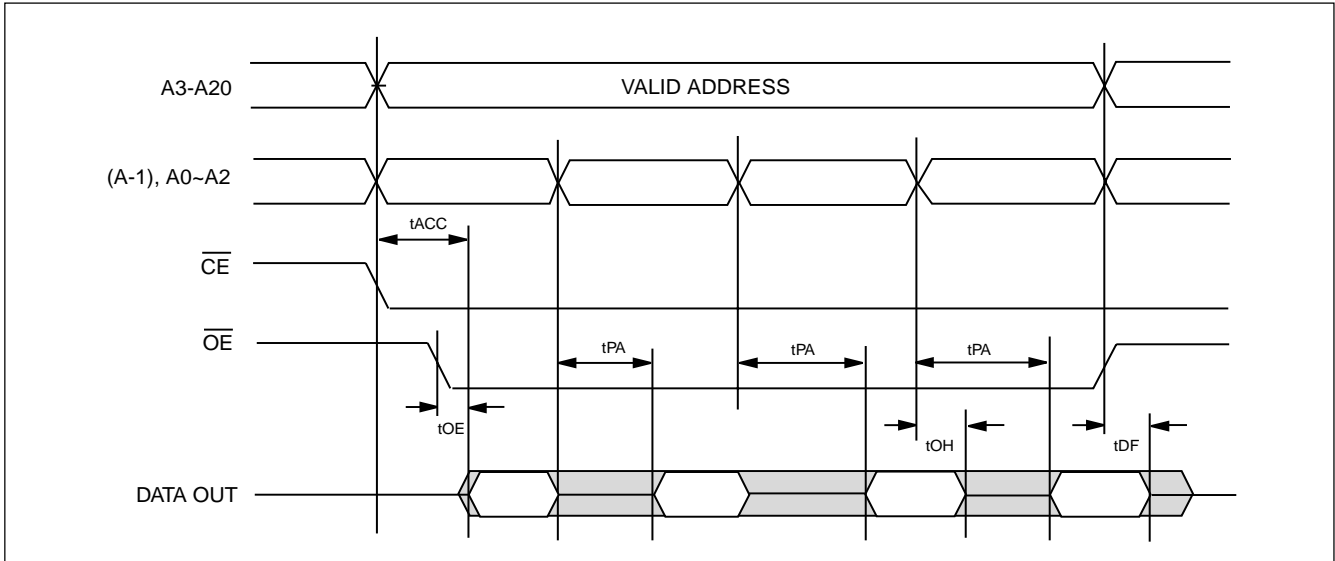 A3-A20
VALID ADDRESS
(A-1), A0~A2
tACC
CE
OE
tPA
tPA
tPA
tOE
tOH
tDF
DATA OUT